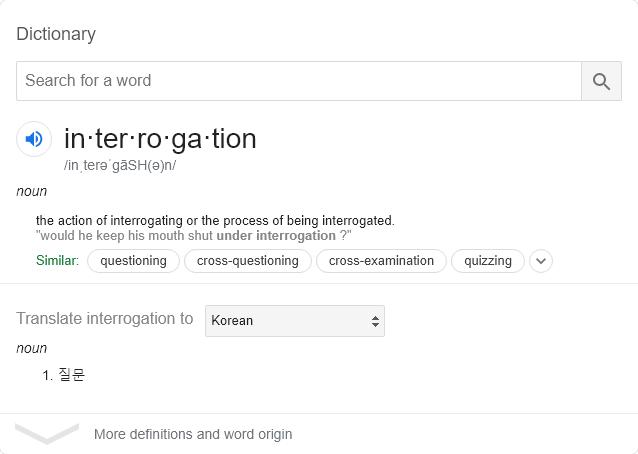 Dictionary
Search for a word
in·ter·ro·ga·tion
/inˌterəˈɡāSH(ə)n/
noun
the action of interrogating or the process of being interrogated.
"would he keep his mouth shut under interrogation ?"
Similar: questioning cross-questioning cross-examination quizzing
Translate interrogation to Korean
noun
1. 질문
More definitions and word origin